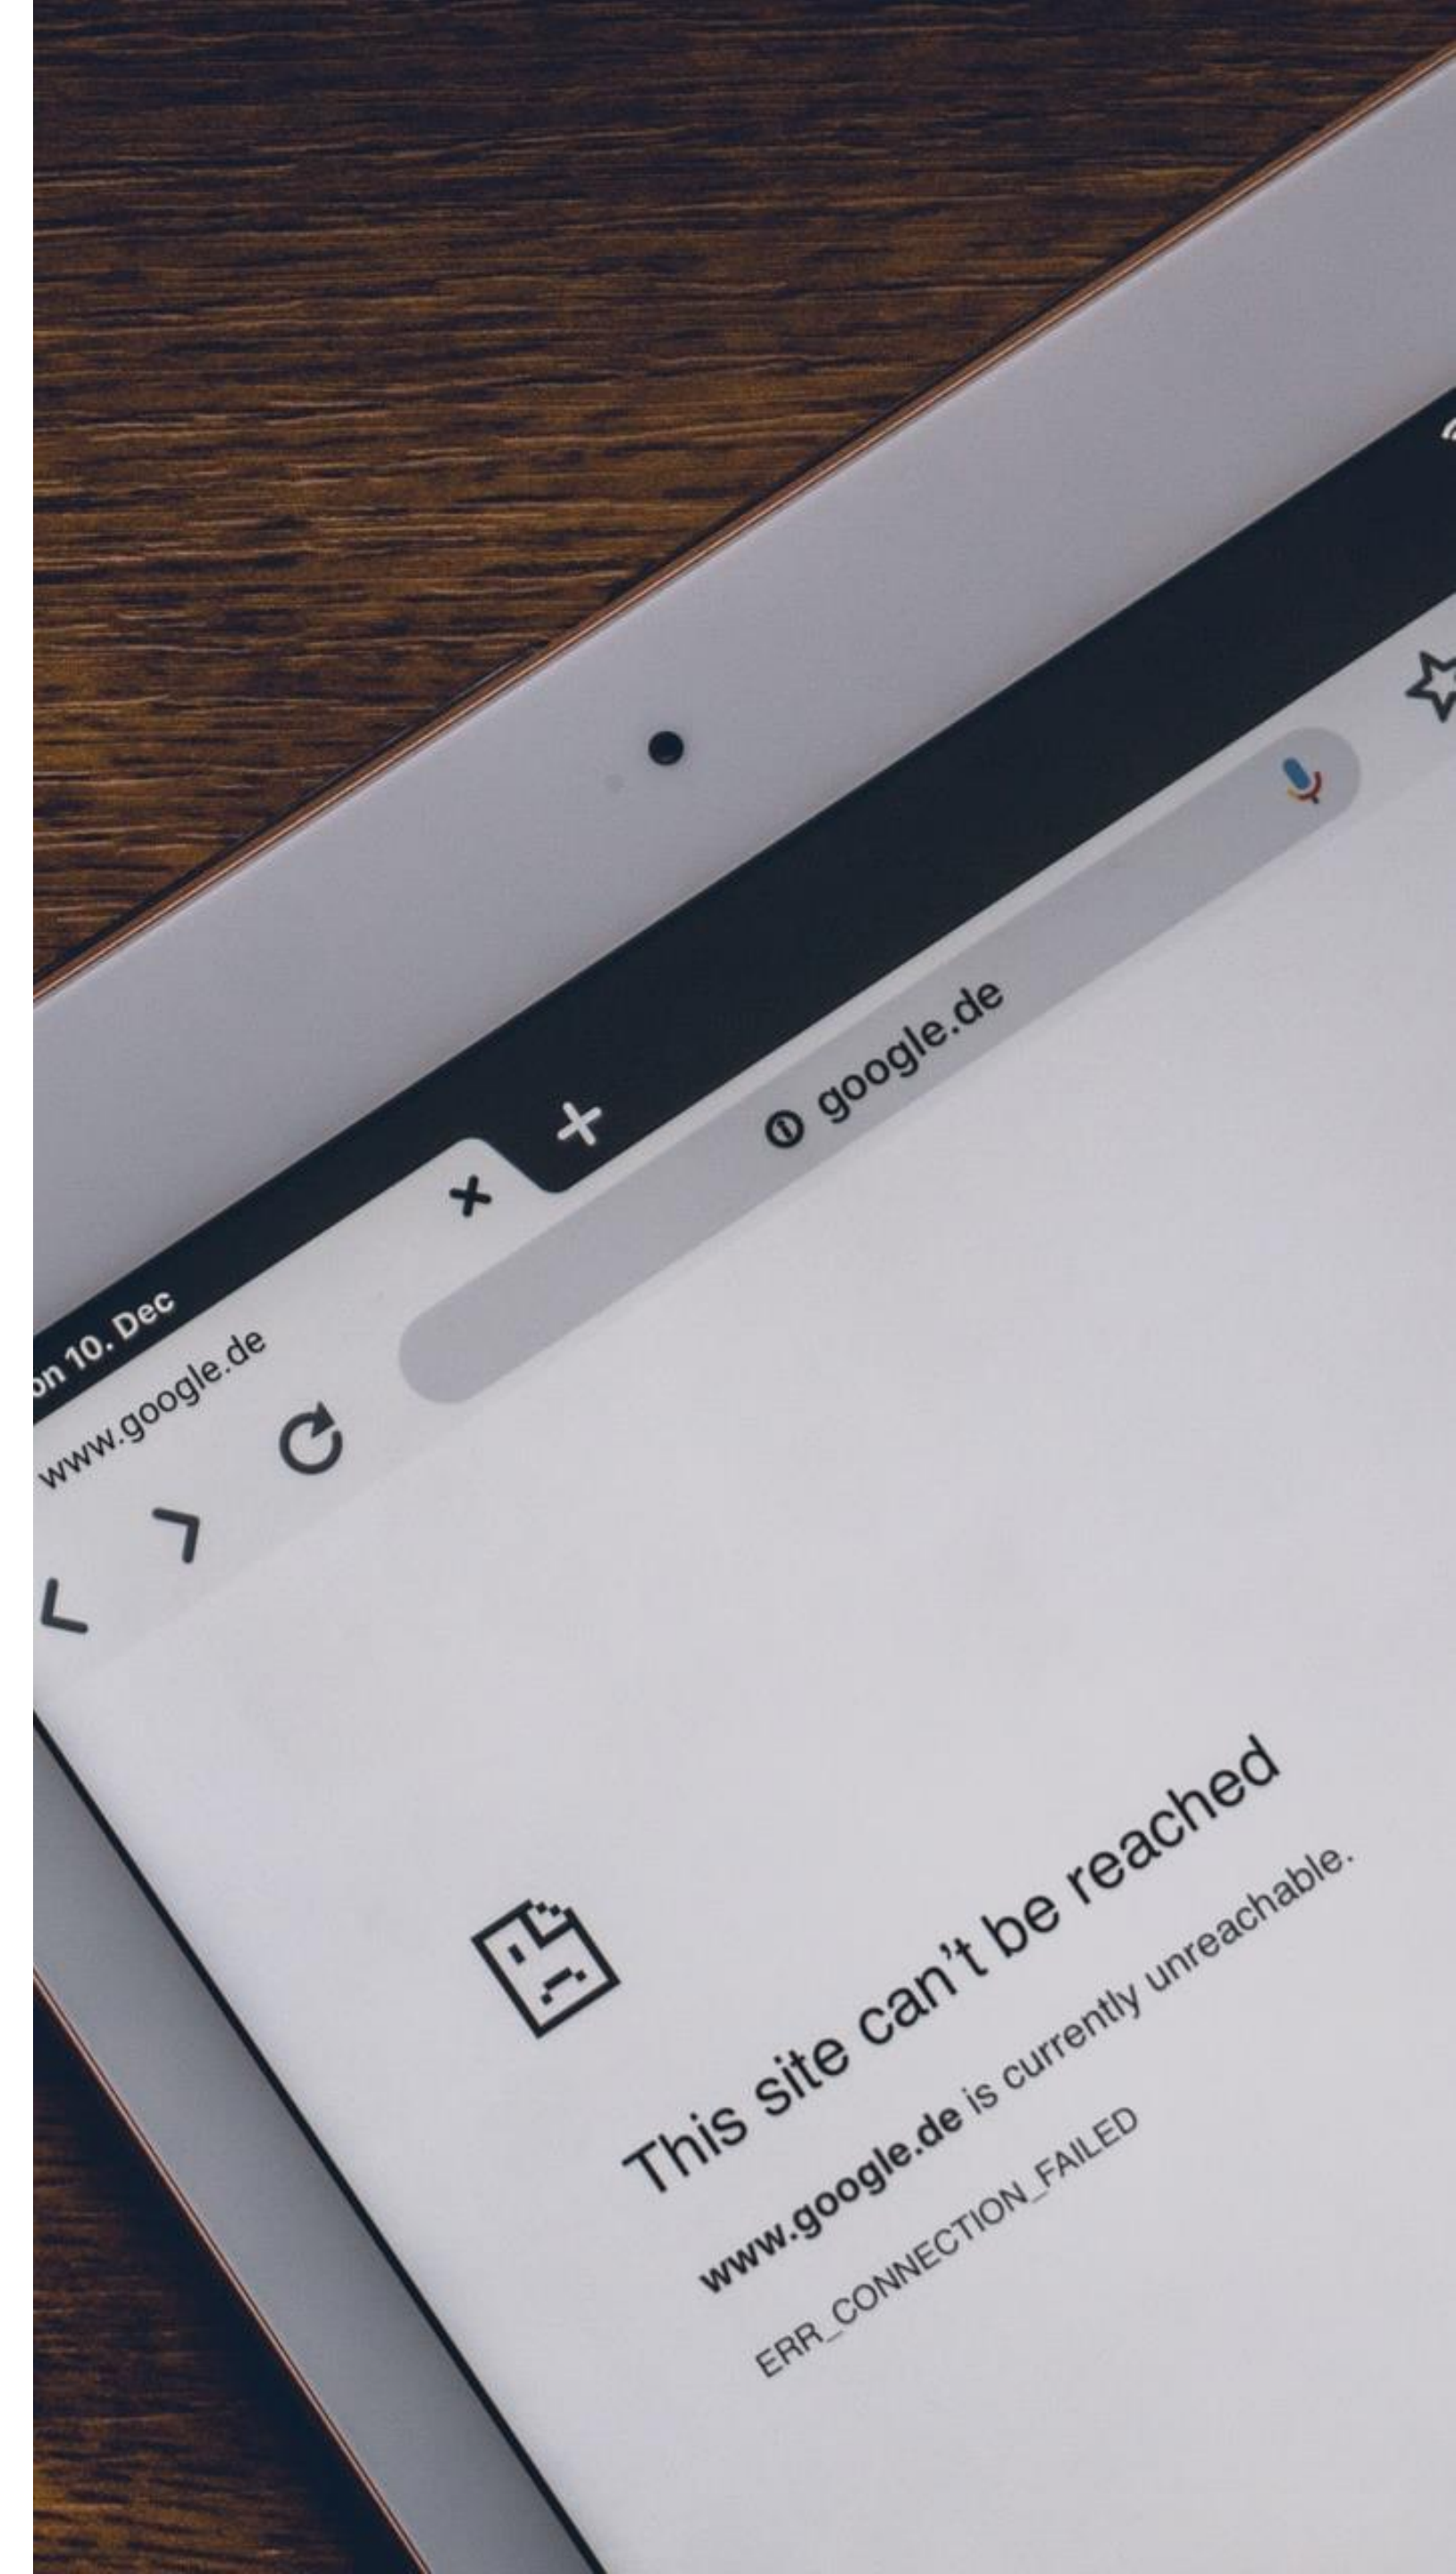 on 10. Dec
www.google.de
google.de
This site can't be reached
www.google.de is currently unreachable.
ERR_CONNECTION_FAILED